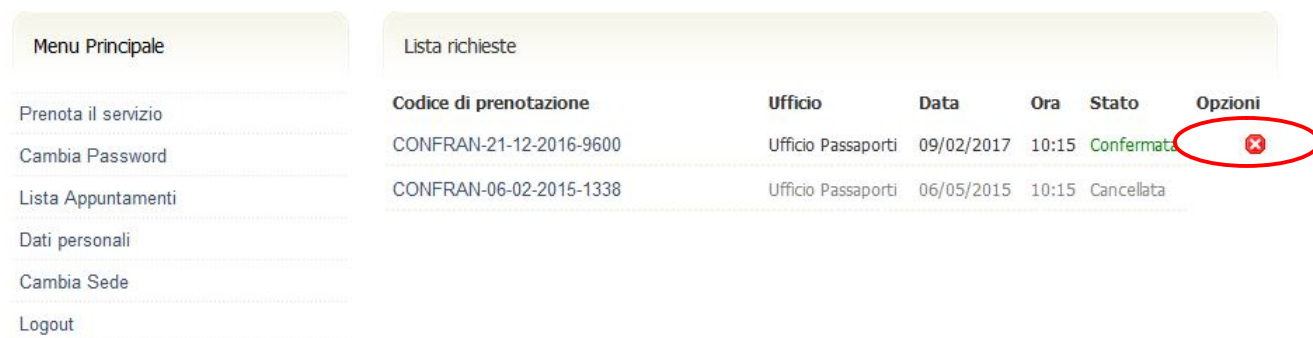 Menu Principale
Prenota il servizio
Cambia Password
Lista Appuntamenti
Dati personali
Cambia Sede
Logout
Lista richieste
Codice di prenotazione Ufficio Data Ora Stato Opzioni
CONFRAN-21-12-2016-9600 Ufficio Passaporti 09/02/2017 10:15 Confermata
CONFRAN-06-02-2015-1338 Ufficio Passaporti 06/05/2015 10:15 Cancellata